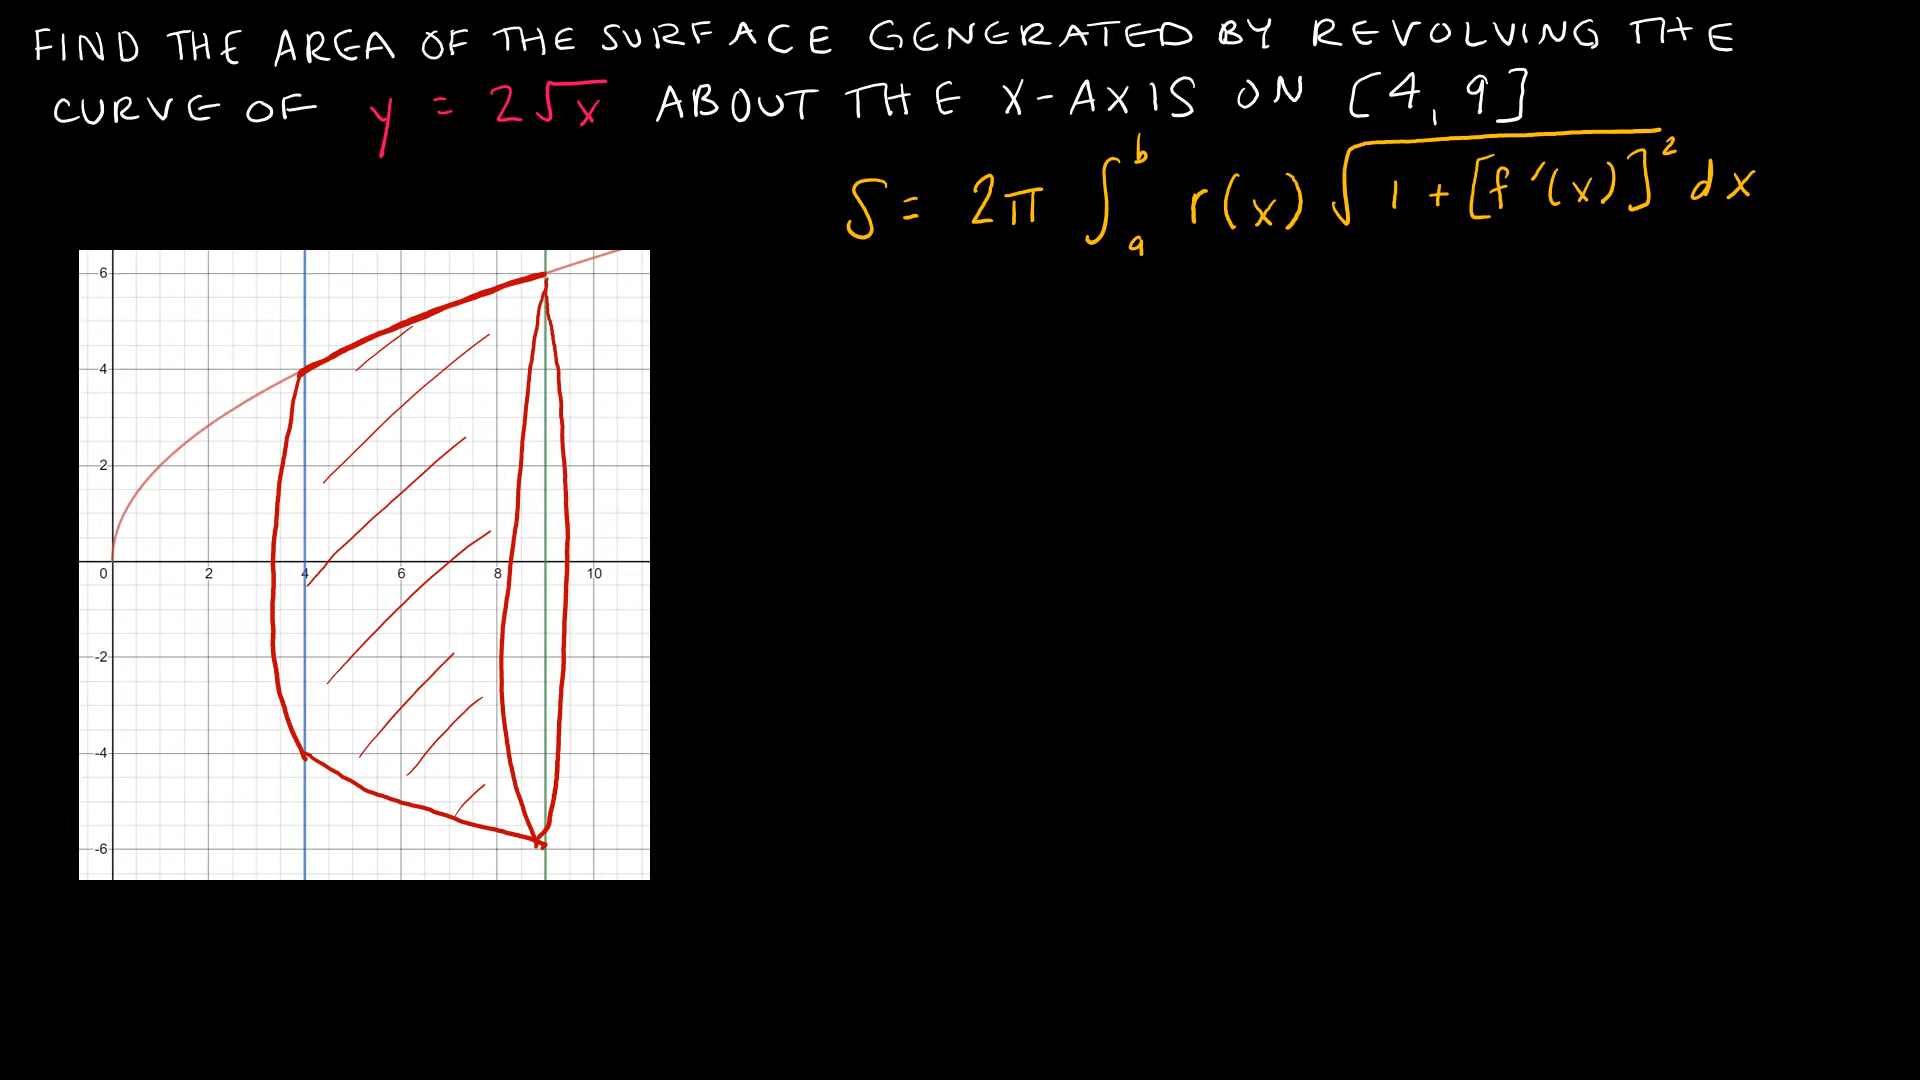 FIND THE AREA OF THE SURFACE GENERATED BY REVOLVING THE
CURVE OF y = 2√x ABOUT THE X-AXIS ON [4, 9]
S = 2π ∫_a^b r(x) √(1 + [f'(x)]²) dx
6
4
2
0 2 4 6 8 10
-2
-4
-6